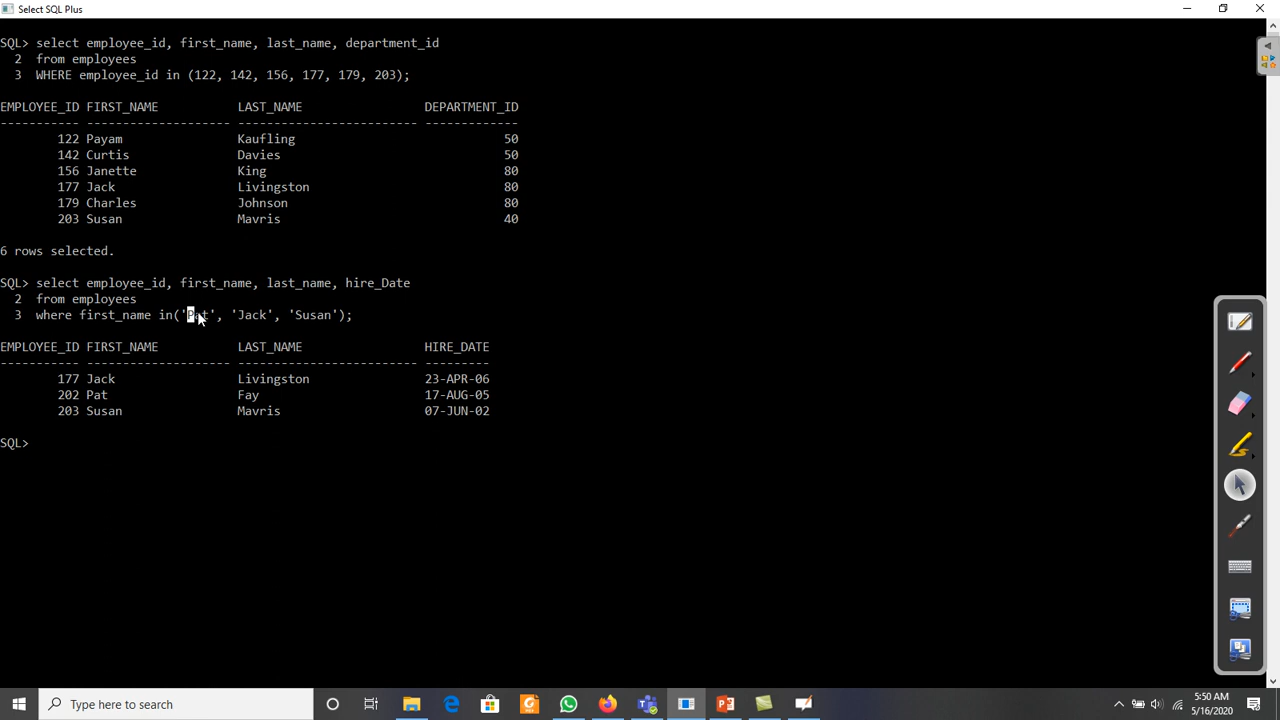 Select SQL Plus
SQL> select employee_id, first_name, last_name, department_id
2 from employees
3 WHERE employee_id in (122, 142, 156, 177, 179, 203);
EMPLOYEE_ID FIRST_NAME LAST_NAME DEPARTMENT_ID
----------- -------------------- ------------------------- -------------
122 Payam Kaufling 50
142 Curtis Davies 50
156 Janette King 80
177 Jack Livingston 80
179 Charles Johnson 80
203 Susan Mavris 40
6 rows selected.
SQL> select employee_id, first_name, last_name, hire_Date
2 from employees
3 where first_name in('Pat', 'Jack', 'Susan');
EMPLOYEE_ID FIRST_NAME LAST_NAME HIRE_DATE
----------- -------------------- ------------------------- ---------
177 Jack Livingston 23-APR-06
202 Pat Fay 17-AUG-05
203 Susan Mavris 07-JUN-02
SQL>
Type here to search
5:50 AM
5/16/2020